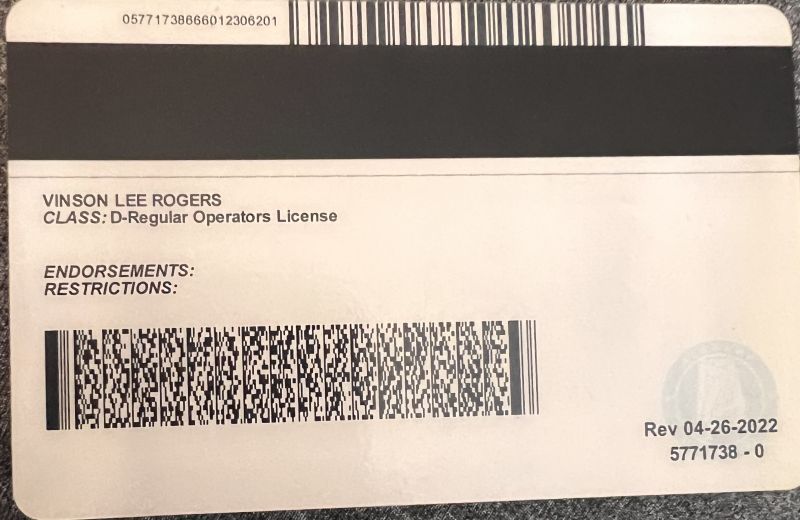 05771738666012306201
VINSON LEE ROGERS
CLASS: D-Regular Operators License
ENDORSEMENTS:
RESTRICTIONS:
Rev 04-26-2022
5771738 - 0